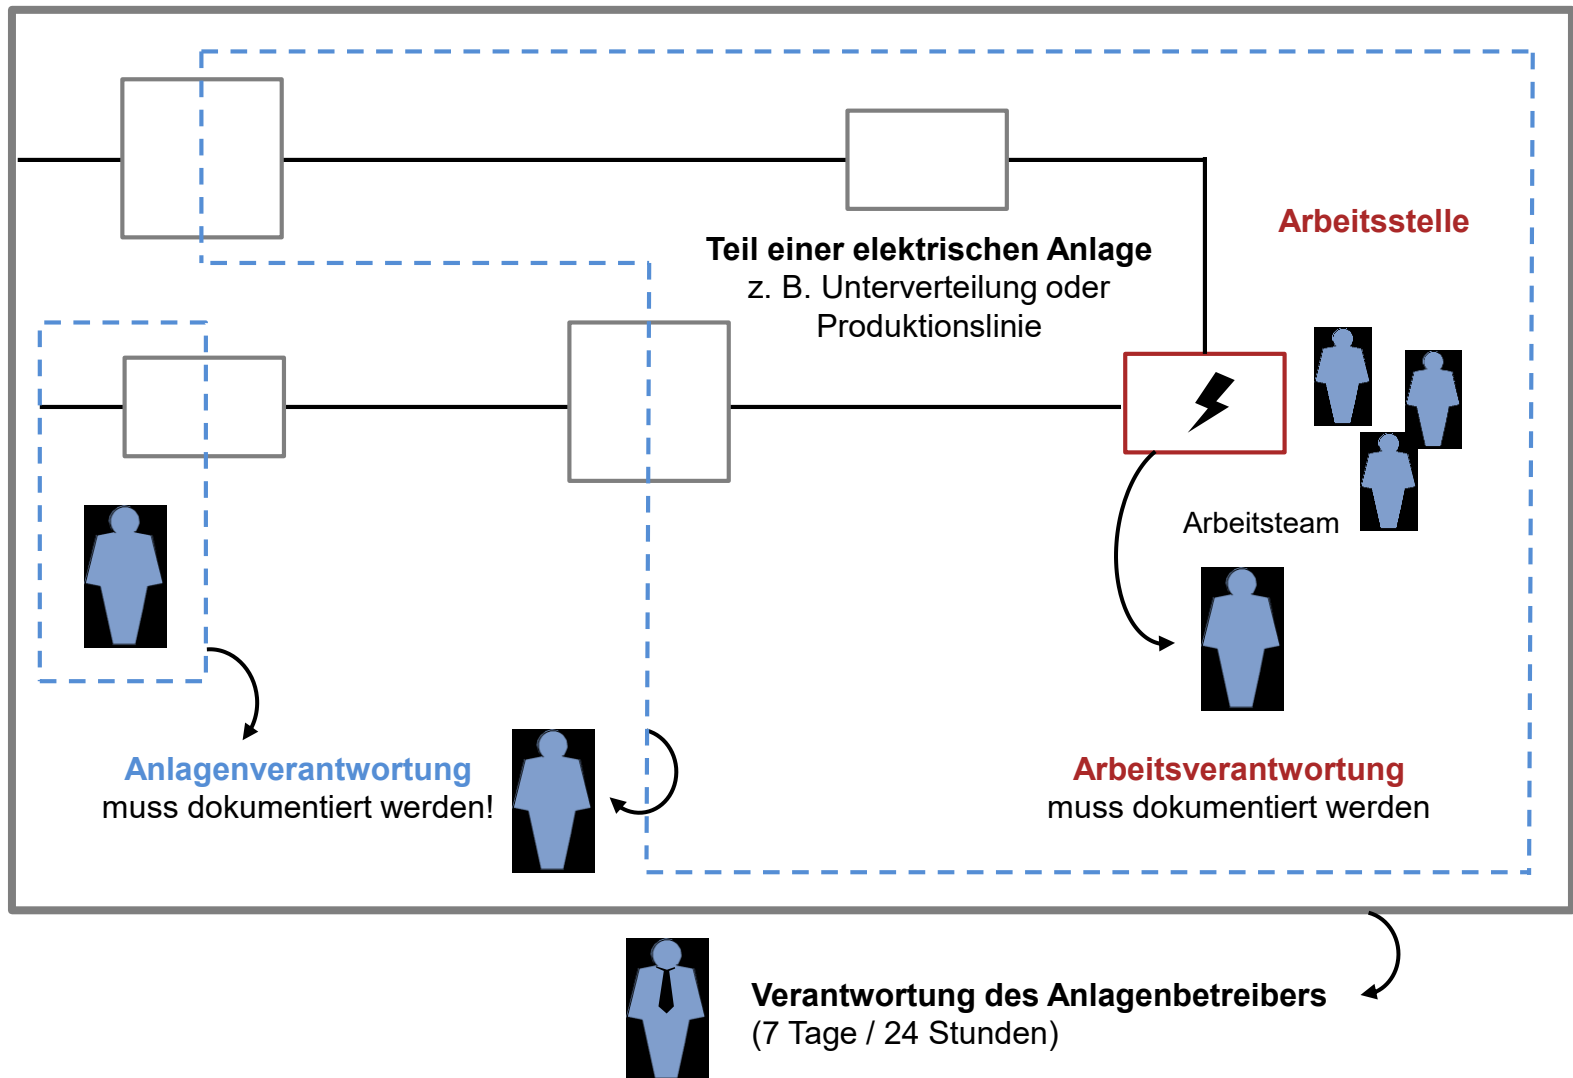 Arbeitsstelle
Teil einer elektrischen Anlage
z. B. Unterverteilung oder
Produktionslinie
Arbeitsteam
Anlagenverantwortung
muss dokumentiert werden!
Arbeitsverantwortung
muss dokumentiert werden
Verantwortung des Anlagenbetreibers
(7 Tage / 24 Stunden)